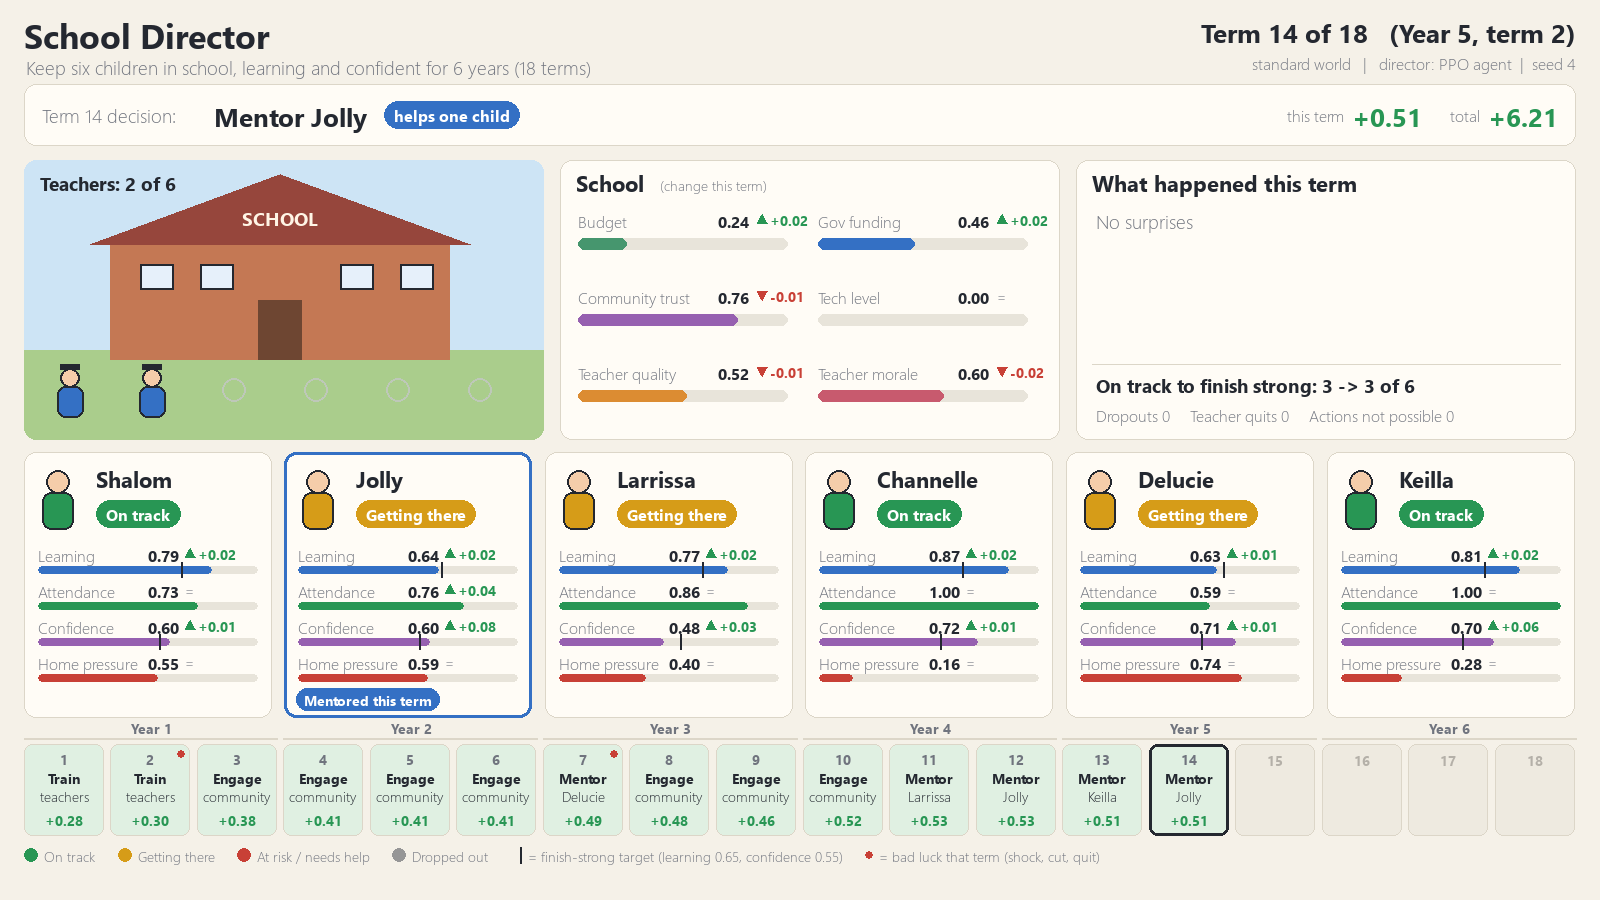 School Director
Keep six children in school, learning and confident for 6 years (18 terms)
Term 14 of 18 (Year 5, term 2)
standard world | director: PPO agent | seed 4
Term 14 decision: Mentor Jolly helps one child this term +0.51 total +6.21
Teachers: 2 of 6
SCHOOL
School (change this term)
Budget 0.24 ▲ +0.02 Gov funding 0.46 ▲ +0.02
Community trust 0.76 ▼ -0.01 Tech level 0.00 =
Teacher quality 0.52 ▼ -0.01 Teacher morale 0.60 ▼ -0.02
What happened this term
No surprises
On track to finish strong: 3 -> 3 of 6
Dropouts 0 Teacher quits 0 Actions not possible 0
Shalom
On track
Learning 0.79 ▲ +0.02
Attendance 0.73 =
Confidence 0.60 ▲ +0.01
Home pressure 0.55 =
Jolly
Getting there
Learning 0.64 ▲ +0.02
Attendance 0.76 ▲ +0.04
Confidence 0.60 ▲ +0.08
Home pressure 0.59 =
Mentored this term
Larrissa
Getting there
Learning 0.77 ▲ +0.02
Attendance 0.86 =
Confidence 0.48 ▲ +0.03
Home pressure 0.40 =
Channelle
On track
Learning 0.87 ▲ +0.02
Attendance 1.00 =
Confidence 0.72 ▲ +0.01
Home pressure 0.16 =
Delucie
Getting there
Learning 0.63 ▲ +0.01
Attendance 0.59 =
Confidence 0.71 ▲ +0.01
Home pressure 0.74 =
Keilla
On track
Learning 0.81 ▲ +0.02
Attendance 1.00 =
Confidence 0.70 ▲ +0.06
Home pressure 0.28 =
Year 1 Year 2 Year 3 Year 4 Year 5 Year 6
1 2 3 4 5 6 7 8 9 10 11 12 13 14 15 16 17 18
Train Train Engage Engage Engage Engage Mentor Engage Engage Engage Mentor Mentor Mentor Mentor
teachers teachers community community community community Delucie community community community Larrissa Jolly Keilla Jolly
+0.28 +0.30 +0.38 +0.41 +0.41 +0.41 +0.49 +0.48 +0.46 +0.52 +0.53 +0.53 +0.51 +0.51
On track Getting there At risk / needs help Dropped out = finish-strong target (learning 0.65, confidence 0.55) = bad luck that term (shock, cut, quit)